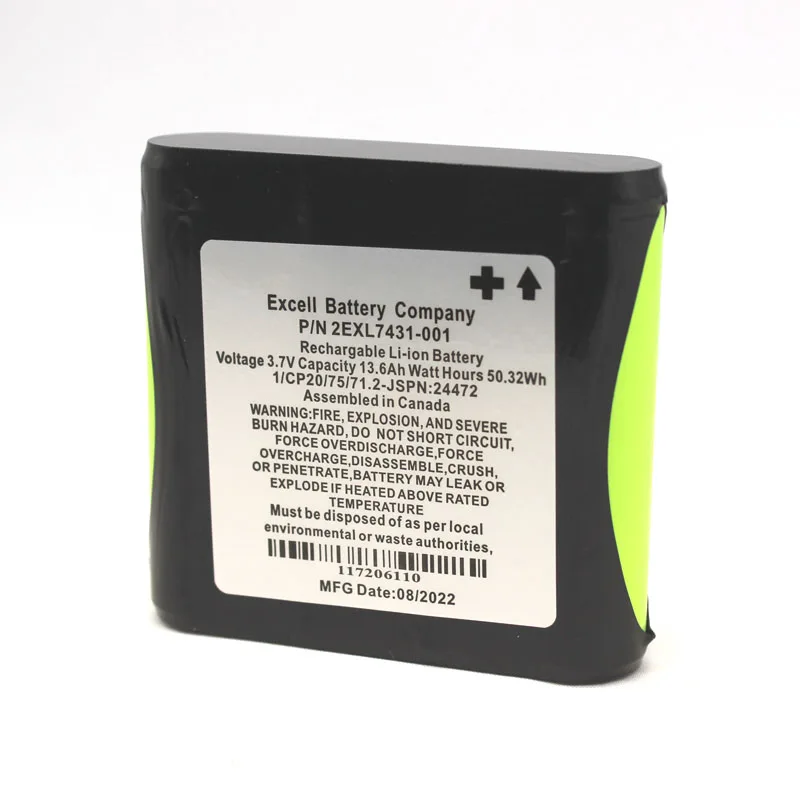 Excell Battery Company
P/N 2EXL7431-001
Rechargable Li-ion Battery
Voltage 3.7V Capacity 13.6Ah Watt Hours 50.32Wh
1/CP20/75/71.2-JSPN:24472
Assembled in Canada
WARNING:FIRE, EXPLOSION, AND SEVERE
BURN HAZARD, DO NOT SHORT CIRCUIT,
FORCE OVERDISCHARGE,FORCE
OVERCHARGE,DISASSEMBLE,CRUSH,
OR PENETRATE,BATTERY MAY LEAK OR
EXPLODE IF HEATED ABOVE RATED
TEMPERATURE
Must be disposed of as per local
environmental or waste authorities,
117206110
MFG Date:08/2022